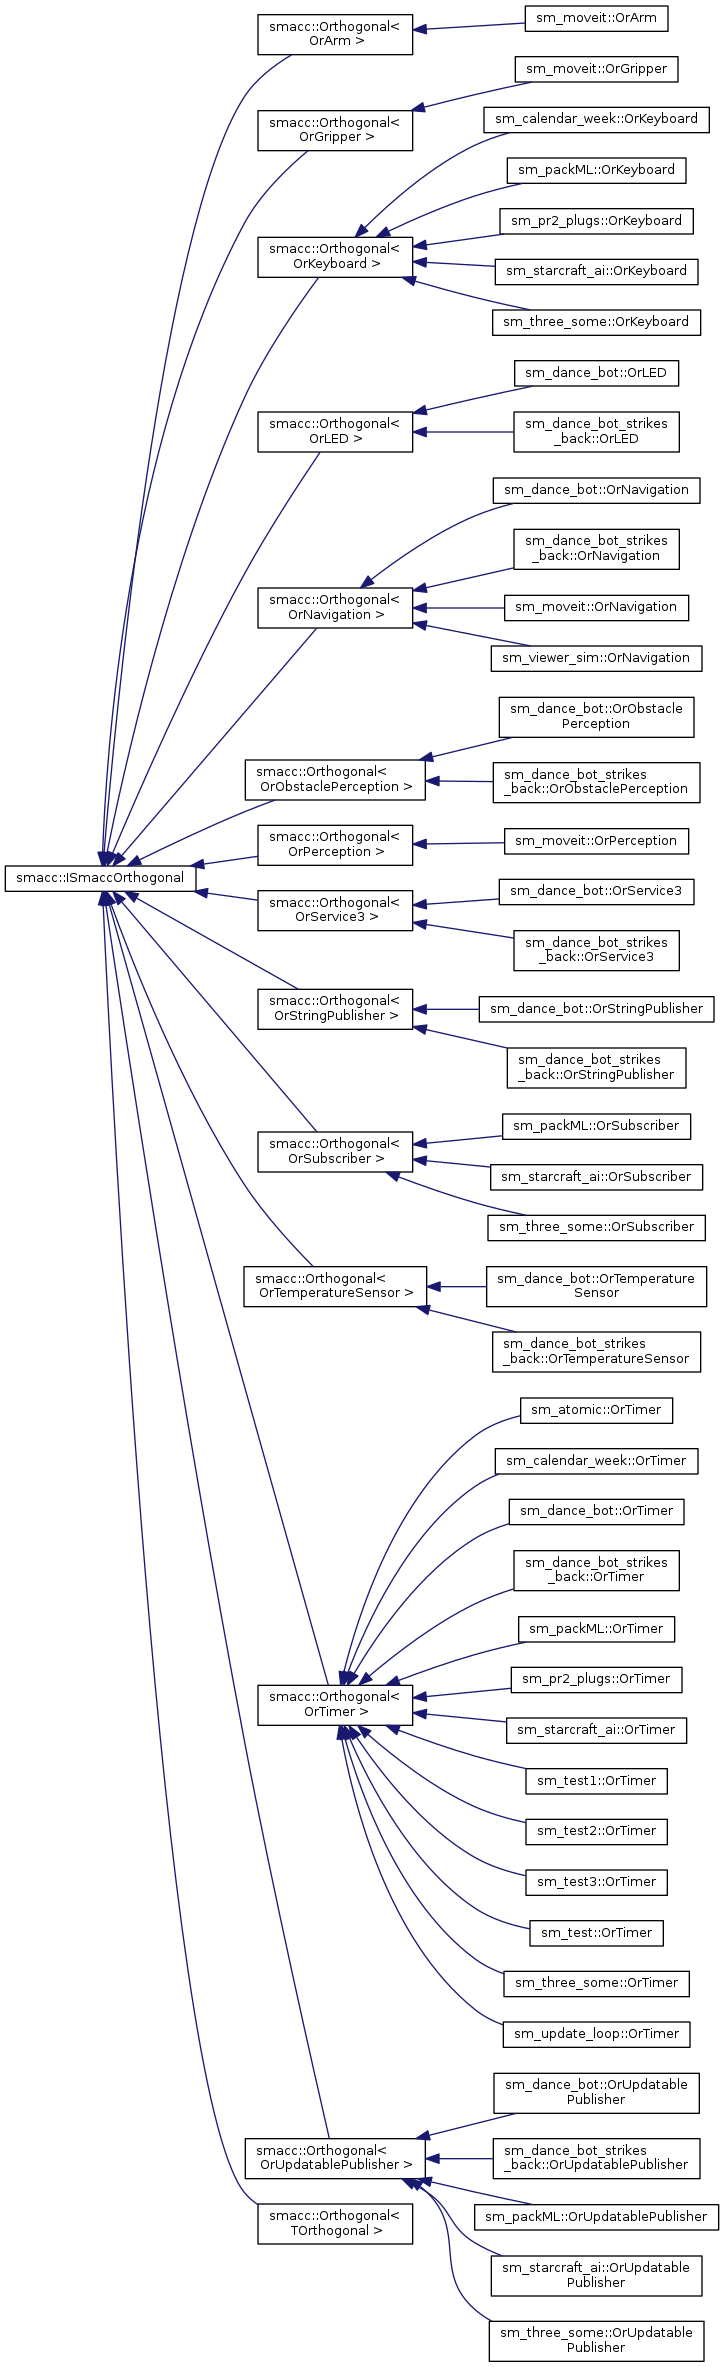 smacc::Orthogonal<
OrArm >
sm_moveit::OrArm
sm_moveit::OrGripper
smacc::Orthogonal<
OrGripper >
sm_calendar_week::OrKeyboard
sm_packML::OrKeyboard
sm_pr2_plugs::OrKeyboard
smacc::Orthogonal<
OrKeyboard >
sm_starcraft_ai::OrKeyboard
sm_three_some::OrKeyboard
sm_dance_bot::OrLED
smacc::Orthogonal<
OrLED >
sm_dance_bot_strikes
_back::OrLED
sm_dance_bot::OrNavigation
sm_dance_bot_strikes
_back::OrNavigation
smacc::Orthogonal<
OrNavigation >
sm_moveit::OrNavigation
sm_viewer_sim::OrNavigation
sm_dance_bot::OrObstacle
Perception
smacc::Orthogonal<
OrObstaclePerception >
sm_dance_bot_strikes
_back::OrObstaclePerception
smacc::Orthogonal<
OrPerception >
sm_moveit::OrPerception
smacc::ISmaccOrthogonal
smacc::Orthogonal<
OrService3 >
sm_dance_bot::OrService3
sm_dance_bot_strikes
_back::OrService3
smacc::Orthogonal<
OrStringPublisher >
sm_dance_bot::OrStringPublisher
sm_dance_bot_strikes
_back::OrStringPublisher
sm_packML::OrSubscriber
smacc::Orthogonal<
OrSubscriber >
sm_starcraft_ai::OrSubscriber
sm_three_some::OrSubscriber
smacc::Orthogonal<
OrTemperatureSensor >
sm_dance_bot::OrTemperature
Sensor
sm_dance_bot_strikes
_back::OrTemperatureSensor
sm_atomic::OrTimer
sm_calendar_week::OrTimer
sm_dance_bot::OrTimer
sm_dance_bot_strikes
_back::OrTimer
sm_packML::OrTimer
sm_pr2_plugs::OrTimer
smacc::Orthogonal<
OrTimer >
sm_starcraft_ai::OrTimer
sm_test1::OrTimer
sm_test2::OrTimer
sm_test3::OrTimer
sm_test::OrTimer
sm_three_some::OrTimer
sm_update_loop::OrTimer
sm_dance_bot::OrUpdatable
Publisher
smacc::Orthogonal<
OrUpdatablePublisher >
sm_dance_bot_strikes
_back::OrUpdatablePublisher
sm_packML::OrUpdatablePublisher
smacc::Orthogonal<
TOrthogonal >
sm_starcraft_ai::OrUpdatable
Publisher
sm_three_some::OrUpdatable
Publisher